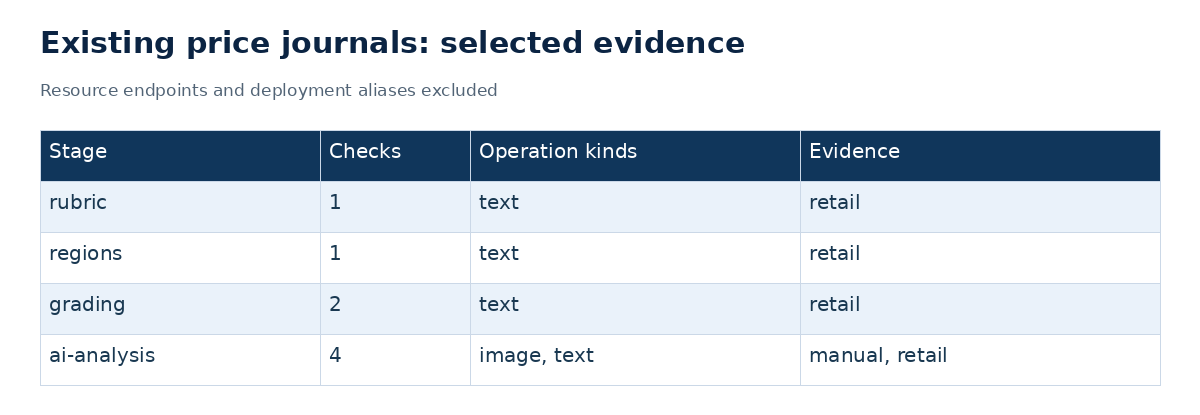 Existing price journals: selected evidence
Resource endpoints and deployment aliases excluded
Stage Checks Operation kinds Evidence
rubric 1 text retail
regions 1 text retail
grading 2 text retail
ai-analysis 4 image, text manual, retail